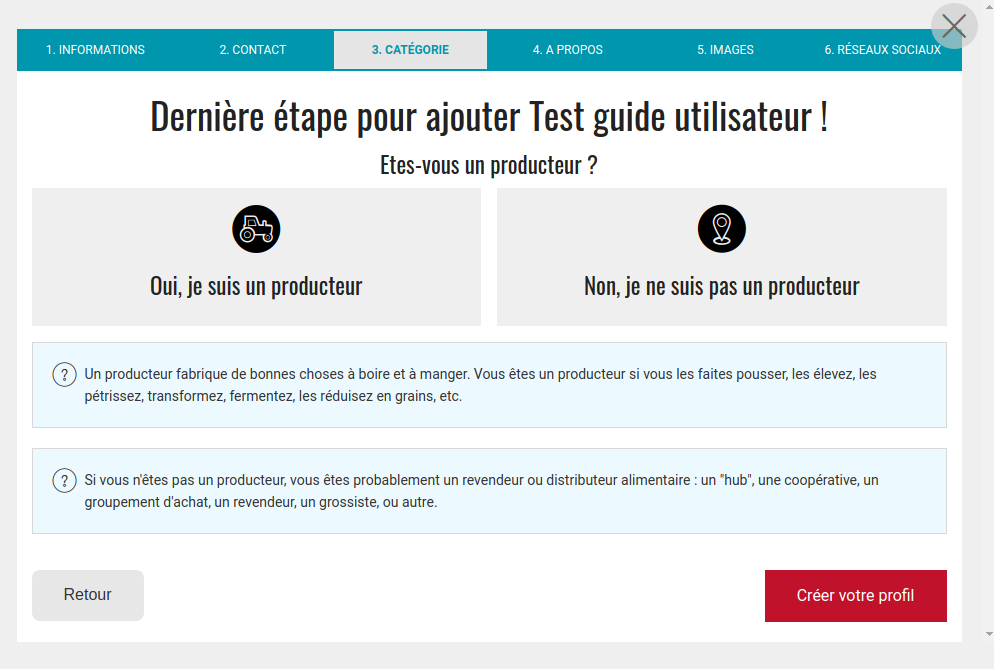 1. INFORMATIONS
2. CONTACT
3. CATÉGORIE
4. A PROPOS
5. IMAGES
6. RÉSEAUX SOCIAUX
Dernière étape pour ajouter Test guide utilisateur !
Etes-vous un producteur ?
Oui, je suis un producteur
Non, je ne suis pas un producteur
? Un producteur fabrique de bonnes choses à boire et à manger. Vous êtes un producteur si vous les faites pousser, les élevez, les
pétrissez, transformez, fermentez, les réduisez en grains, etc.
? Si vous n'êtes pas un producteur, vous êtes probablement un revendeur ou distributeur alimentaire : un "hub", une coopérative, un
groupement d'achat, un revendeur, un grossiste, ou autre.
Retour
Créer votre profil